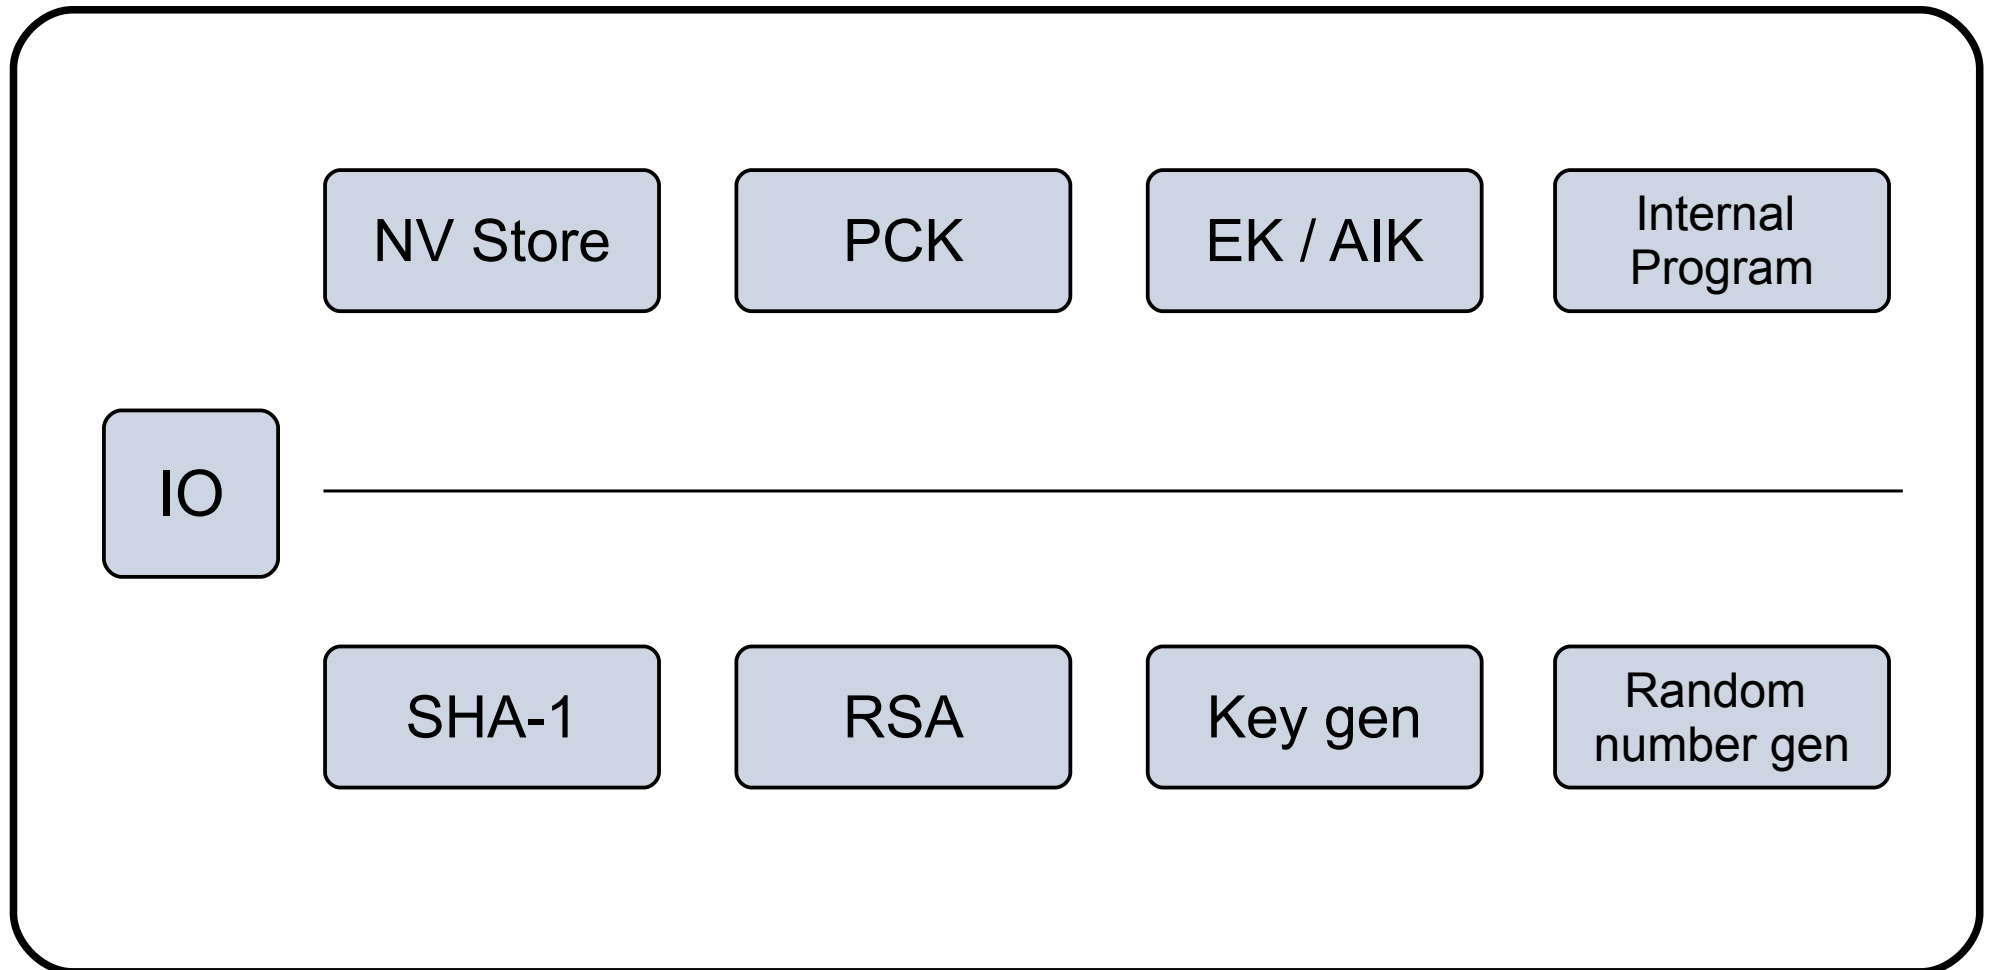 NV Store
PCK
EK / AIK
Internal
Program
IO
SHA-1
RSA
Key gen
Random
number gen